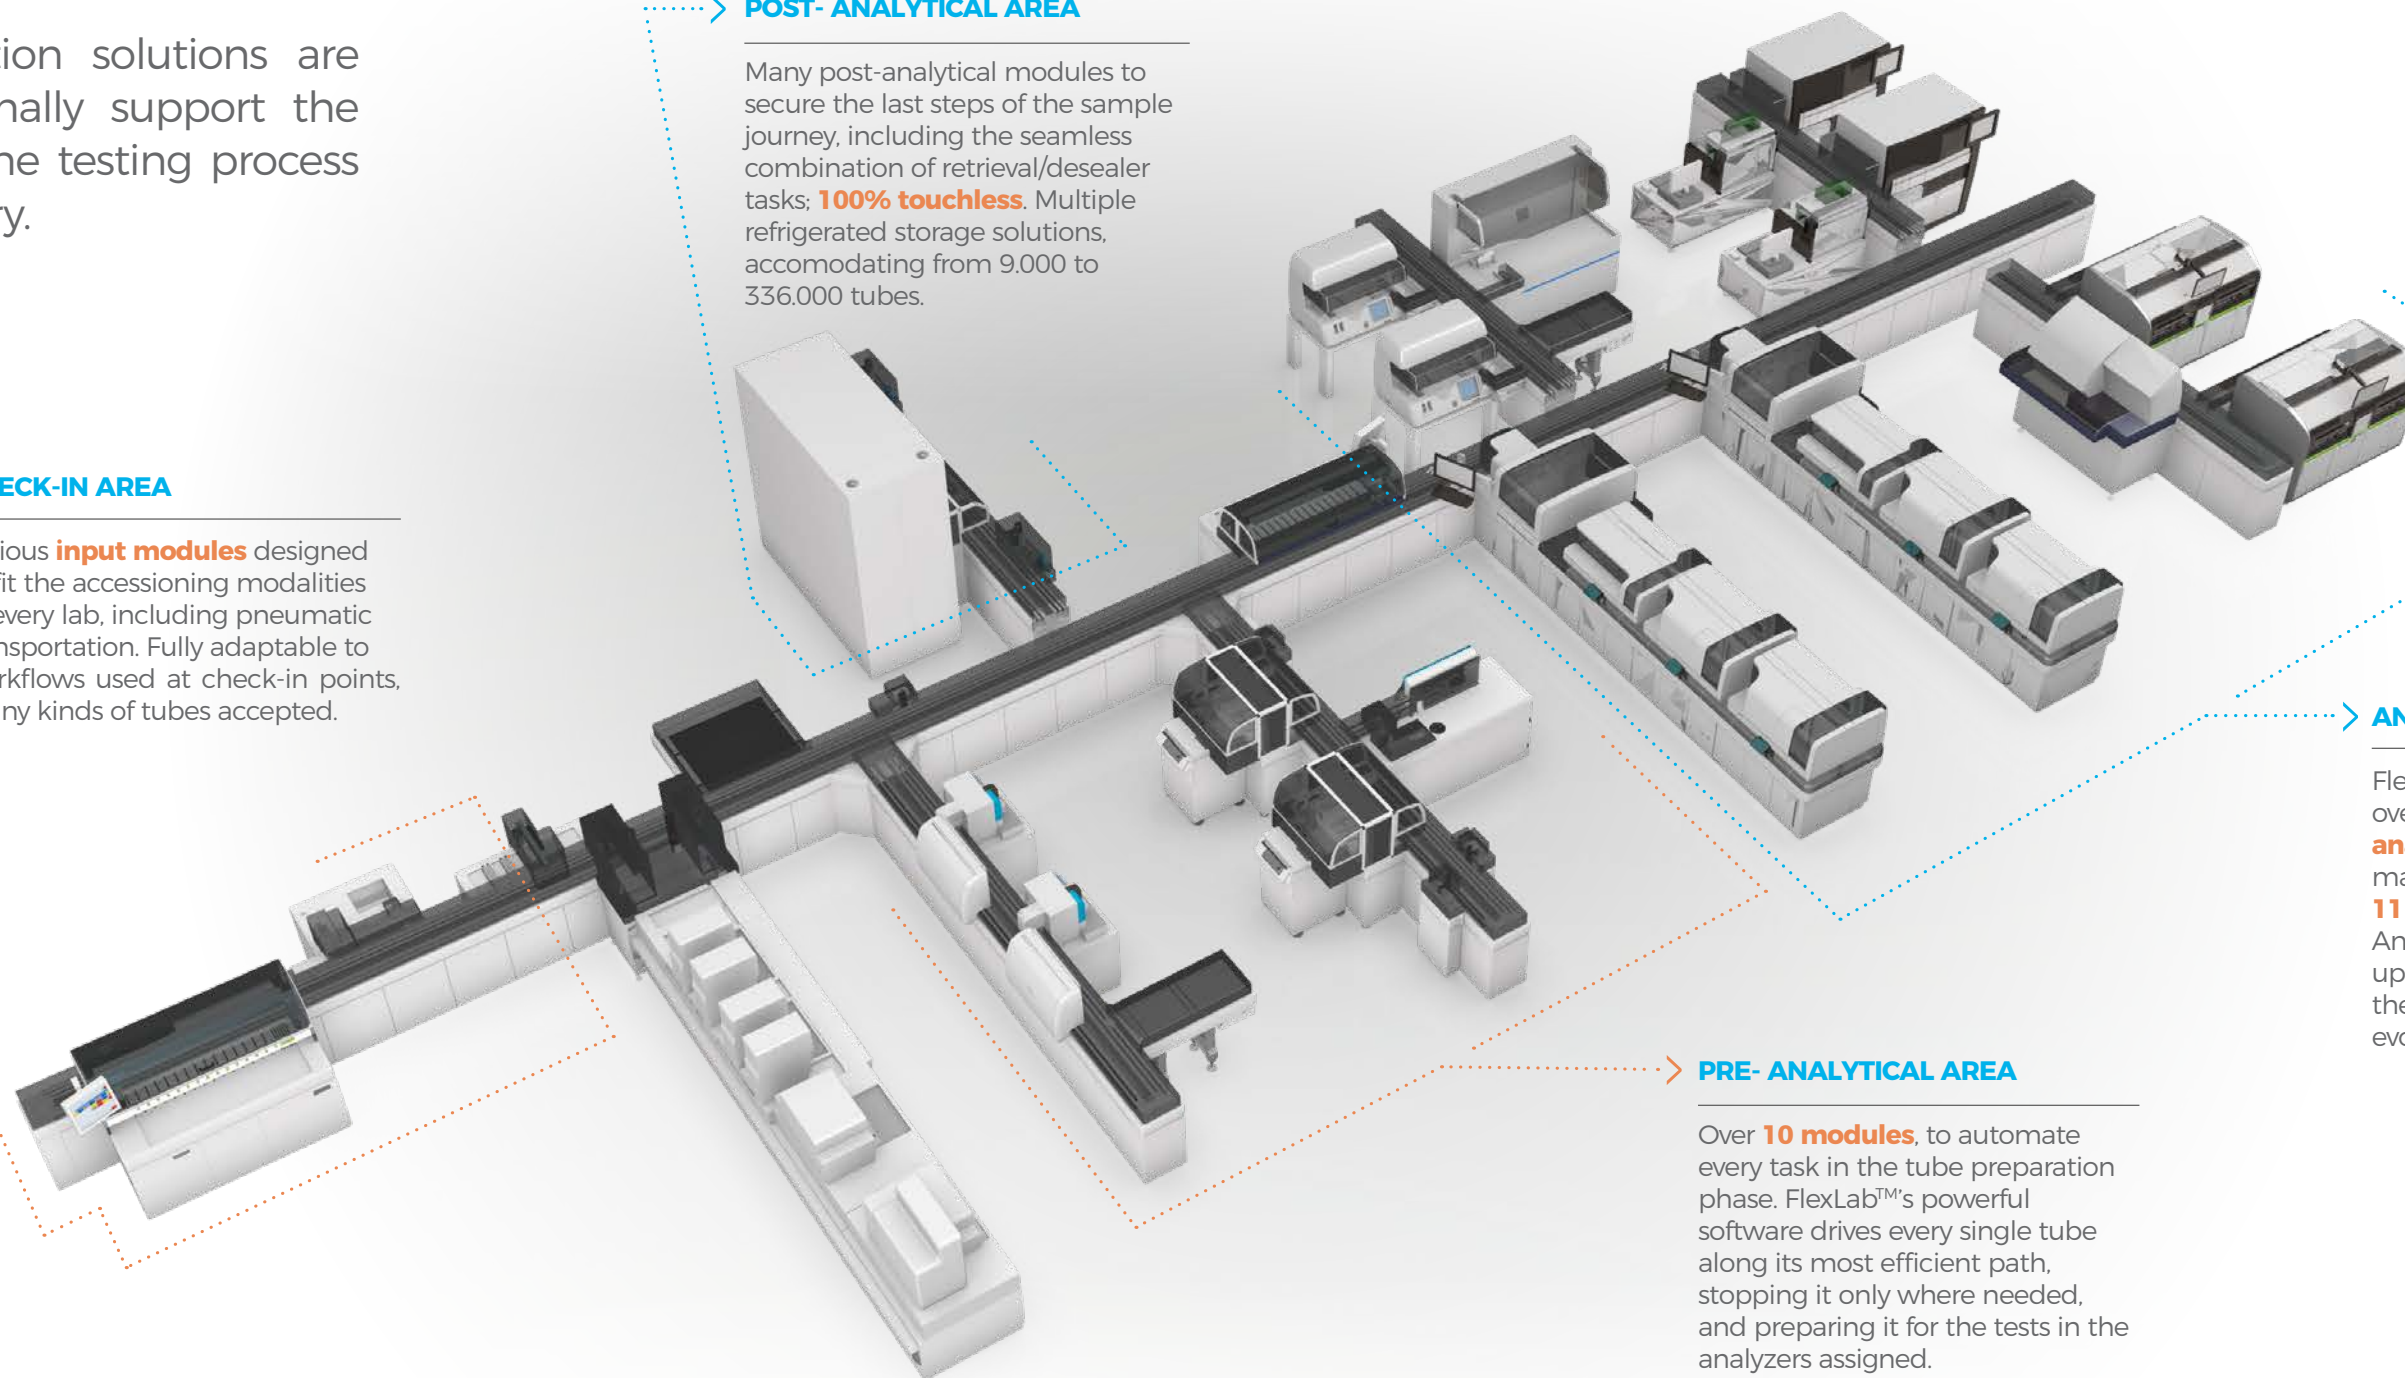 tion solutions are
nally support the
ne testing process
ry.
POST- ANALYTICAL AREA
Many post-analytical modules to
secure the last steps of the sample
journey, including the seamless
combination of retrieval/desealer
tasks; 100% touchless. Multiple
refrigerated storage solutions,
accomodating from 9.000 to
336.000 tubes.
ECK-IN AREA
ious input modules designed
fit the accessioning modalities
every lab, including pneumatic
nsportation. Fully adaptable to
rkflows used at check-in points,
ny kinds of tubes accepted.
AN
Fle
ove
an
ma
11
An
up
the
evo
PRE- ANALYTICAL AREA
Over 10 modules, to automate
every task in the tube preparation
phase. FlexLab™'s powerful
software drives every single tube
along its most efficient path,
stopping it only where needed,
and preparing it for the tests in the
analyzers assigned.